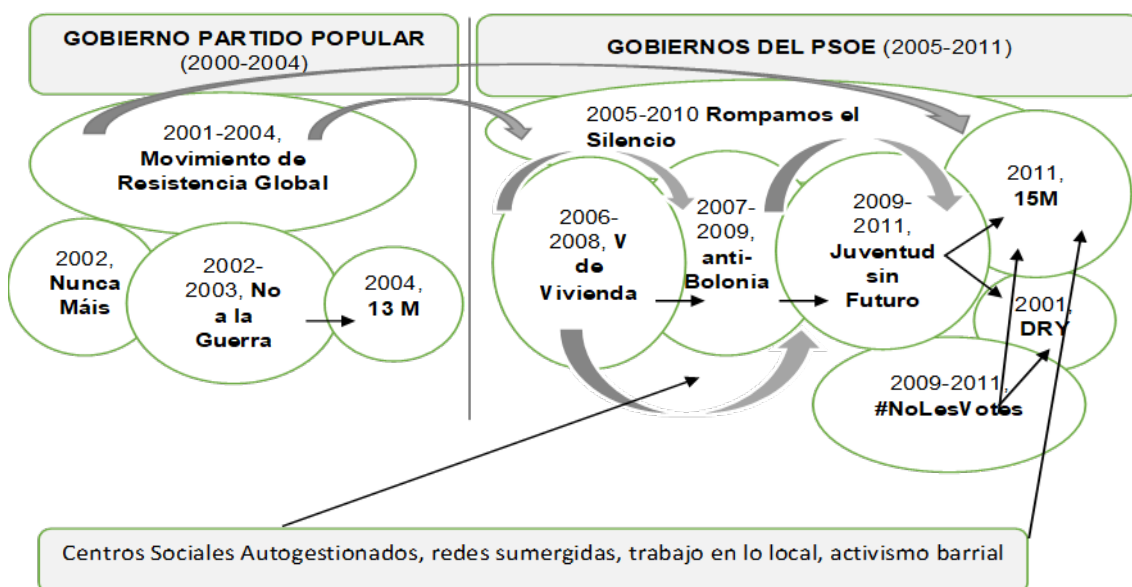 GOBIERNO PARTIDO POPULAR
(2000-2004)
GOBIERNOS DEL PSOE (2005-2011)
2001-2004,
Movimiento de
Resistencia Global
2002,
Nunca
Máis
2002-
2003, No
a la
Guerra
2004,
13 M
2005-2010 Rompamos el
Silencio
2006-
2008, V
de
Vivienda
2007-
2009,
anti-
Bolonia
2009-
2011,
Juventud
sin
Futuro
2011,
15M
2001,
DRY
2009-2011,
#NoLesVotes
Centros Sociales Autogestionados, redes sumergidas, trabajo en lo local, activismo barrial